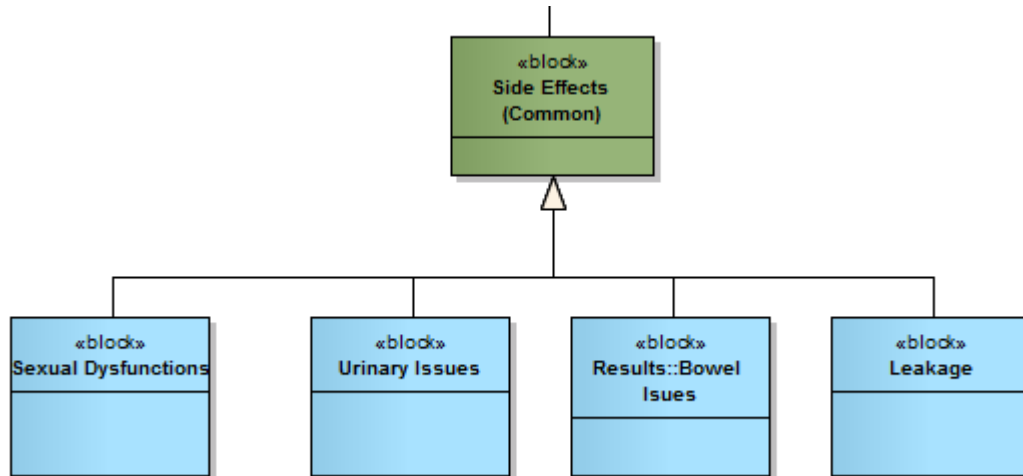 «block»
Side Effects
(Common)
«block»
Sexual Dysfunctions
«block»
Urinary Issues
«block»
Results::Bowel
Isues
«block»
Leakage